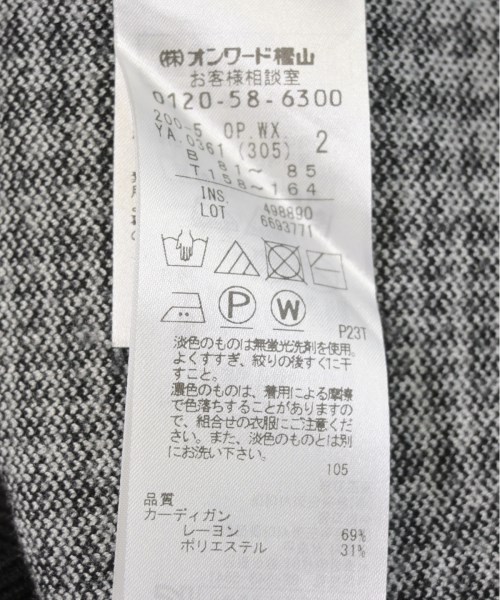 ㈱オンワード樫山
お客様相談室
0120-58-6300
200-5 OP.WX. 2
YA.0361 (305)
B 81〜 85
T158〜164
INS. 498890
LOT 6693771
P W
P23T
淡色のものは無蛍光洗剤を使用。
よくすすぎ、絞りの後すぐに干
すこと。
濃色のものは、着用による摩擦
で色落ちすることがありますの
で、組合せの衣服にご注意くだ
さい。また、淡色のものとは別
にお洗い下さい。
105
品質
カーディガン
レーヨン 69%
ポリエステル 31%